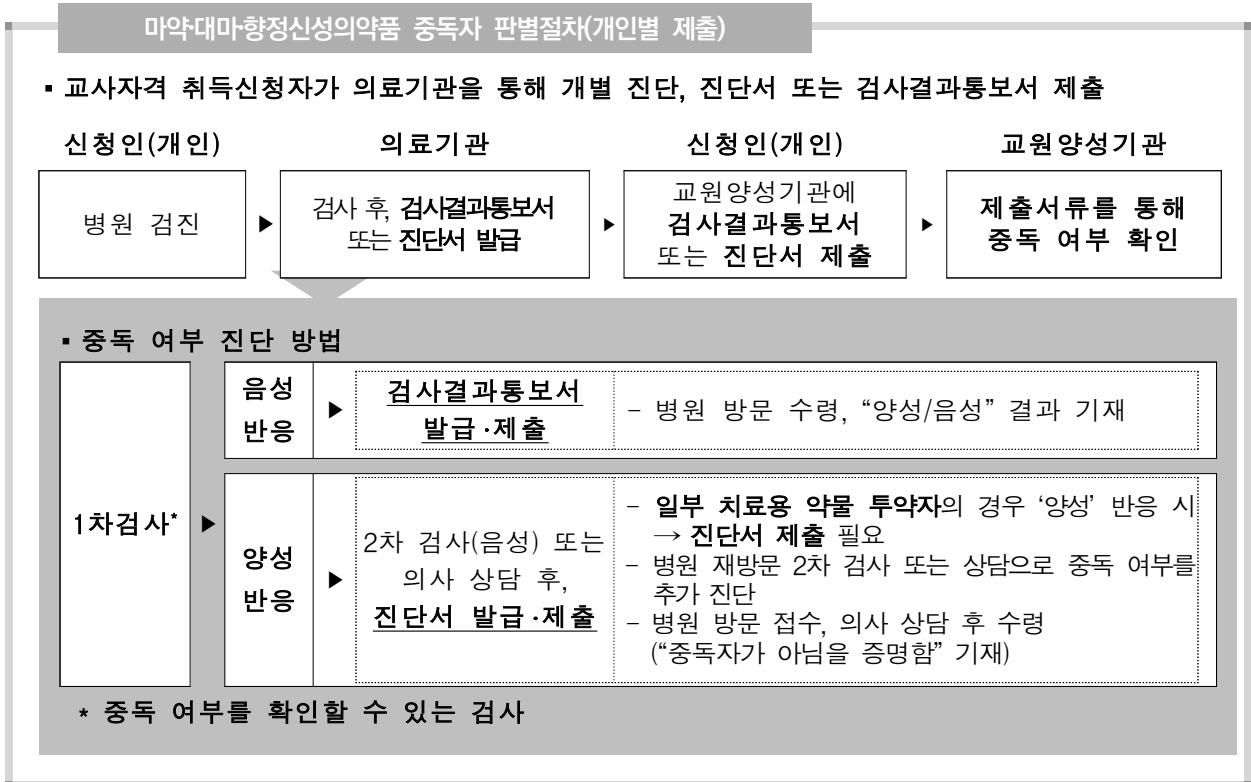 마약·대마·향정신성의약품 중독자 판별절차(개인별 제출)
▪ 교사자격 취득신청자가 의료기관을 통해 개별 진단, 진단서 또는 검사결과통보서 제출
신청인(개인)
의료기관
신청인(개인)
교원양성기관
병원 검진
▶
검사 후, 검사결과통보서
또는 진단서 발급
▶
교원양성기관에
검사결과통보서
또는 진단서 제출
▶
제출서류를 통해
중독 여부 확인
▪ 중독 여부 진단 방법
1차검사*
▶
음성
반응
▶
검사결과통보서
발급·제출
- 병원 방문 수령, “양성/음성” 결과 기재
양성
반응
▶
2차 검사(음성) 또는
의사 상담 후,
진단서 발급·제출
- 일부 치료용 약물 투약자의 경우 ‘양성’ 반응 시
→ 진단서 제출 필요
- 병원 재방문 2차 검사 또는 상담으로 중독 여부를
추가 진단
- 병원 방문 접수, 의사 상담 후 수령
(“중독자가 아님을 증명함” 기재)
* 중독 여부를 확인할 수 있는 검사